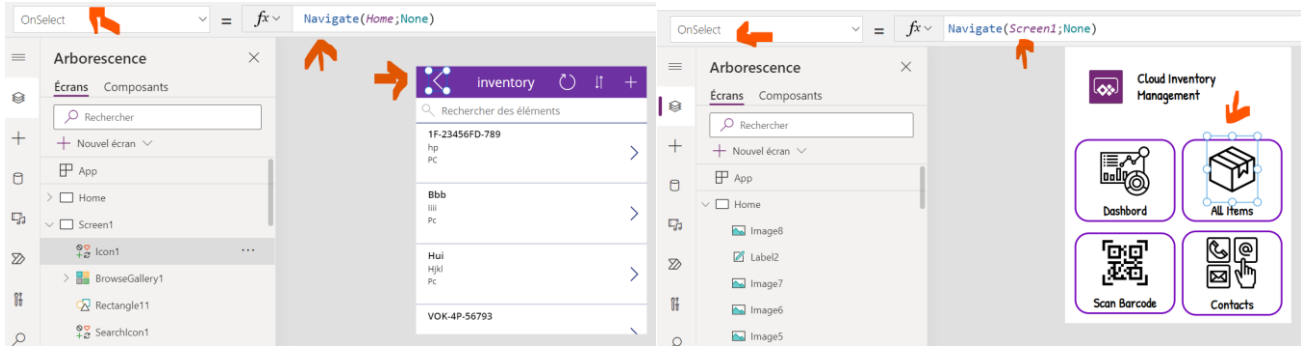 OnSelect = fx Navigate(Home;None)
Arborescence
Écrans Composants
Rechercher
Nouvel écran
App
Home
Screen1
Icon1
BrowseGallery1
Rectangle11
SearchIcon1
inventory
Rechercher des éléments
1F-23456FD-789
hp
PC
Bbb
Iiii
Pc
Hui
Hjkl
Pc
VOK-4P-56793
OnSelect = fx Navigate(Screen1;None)
Arborescence
Écrans Composants
Rechercher
Nouvel écran
App
Home
Image8
Label2
Image7
Image6
Image5
Cloud Inventory
Management
Dashbord All Items
Scan Barcode Contacts